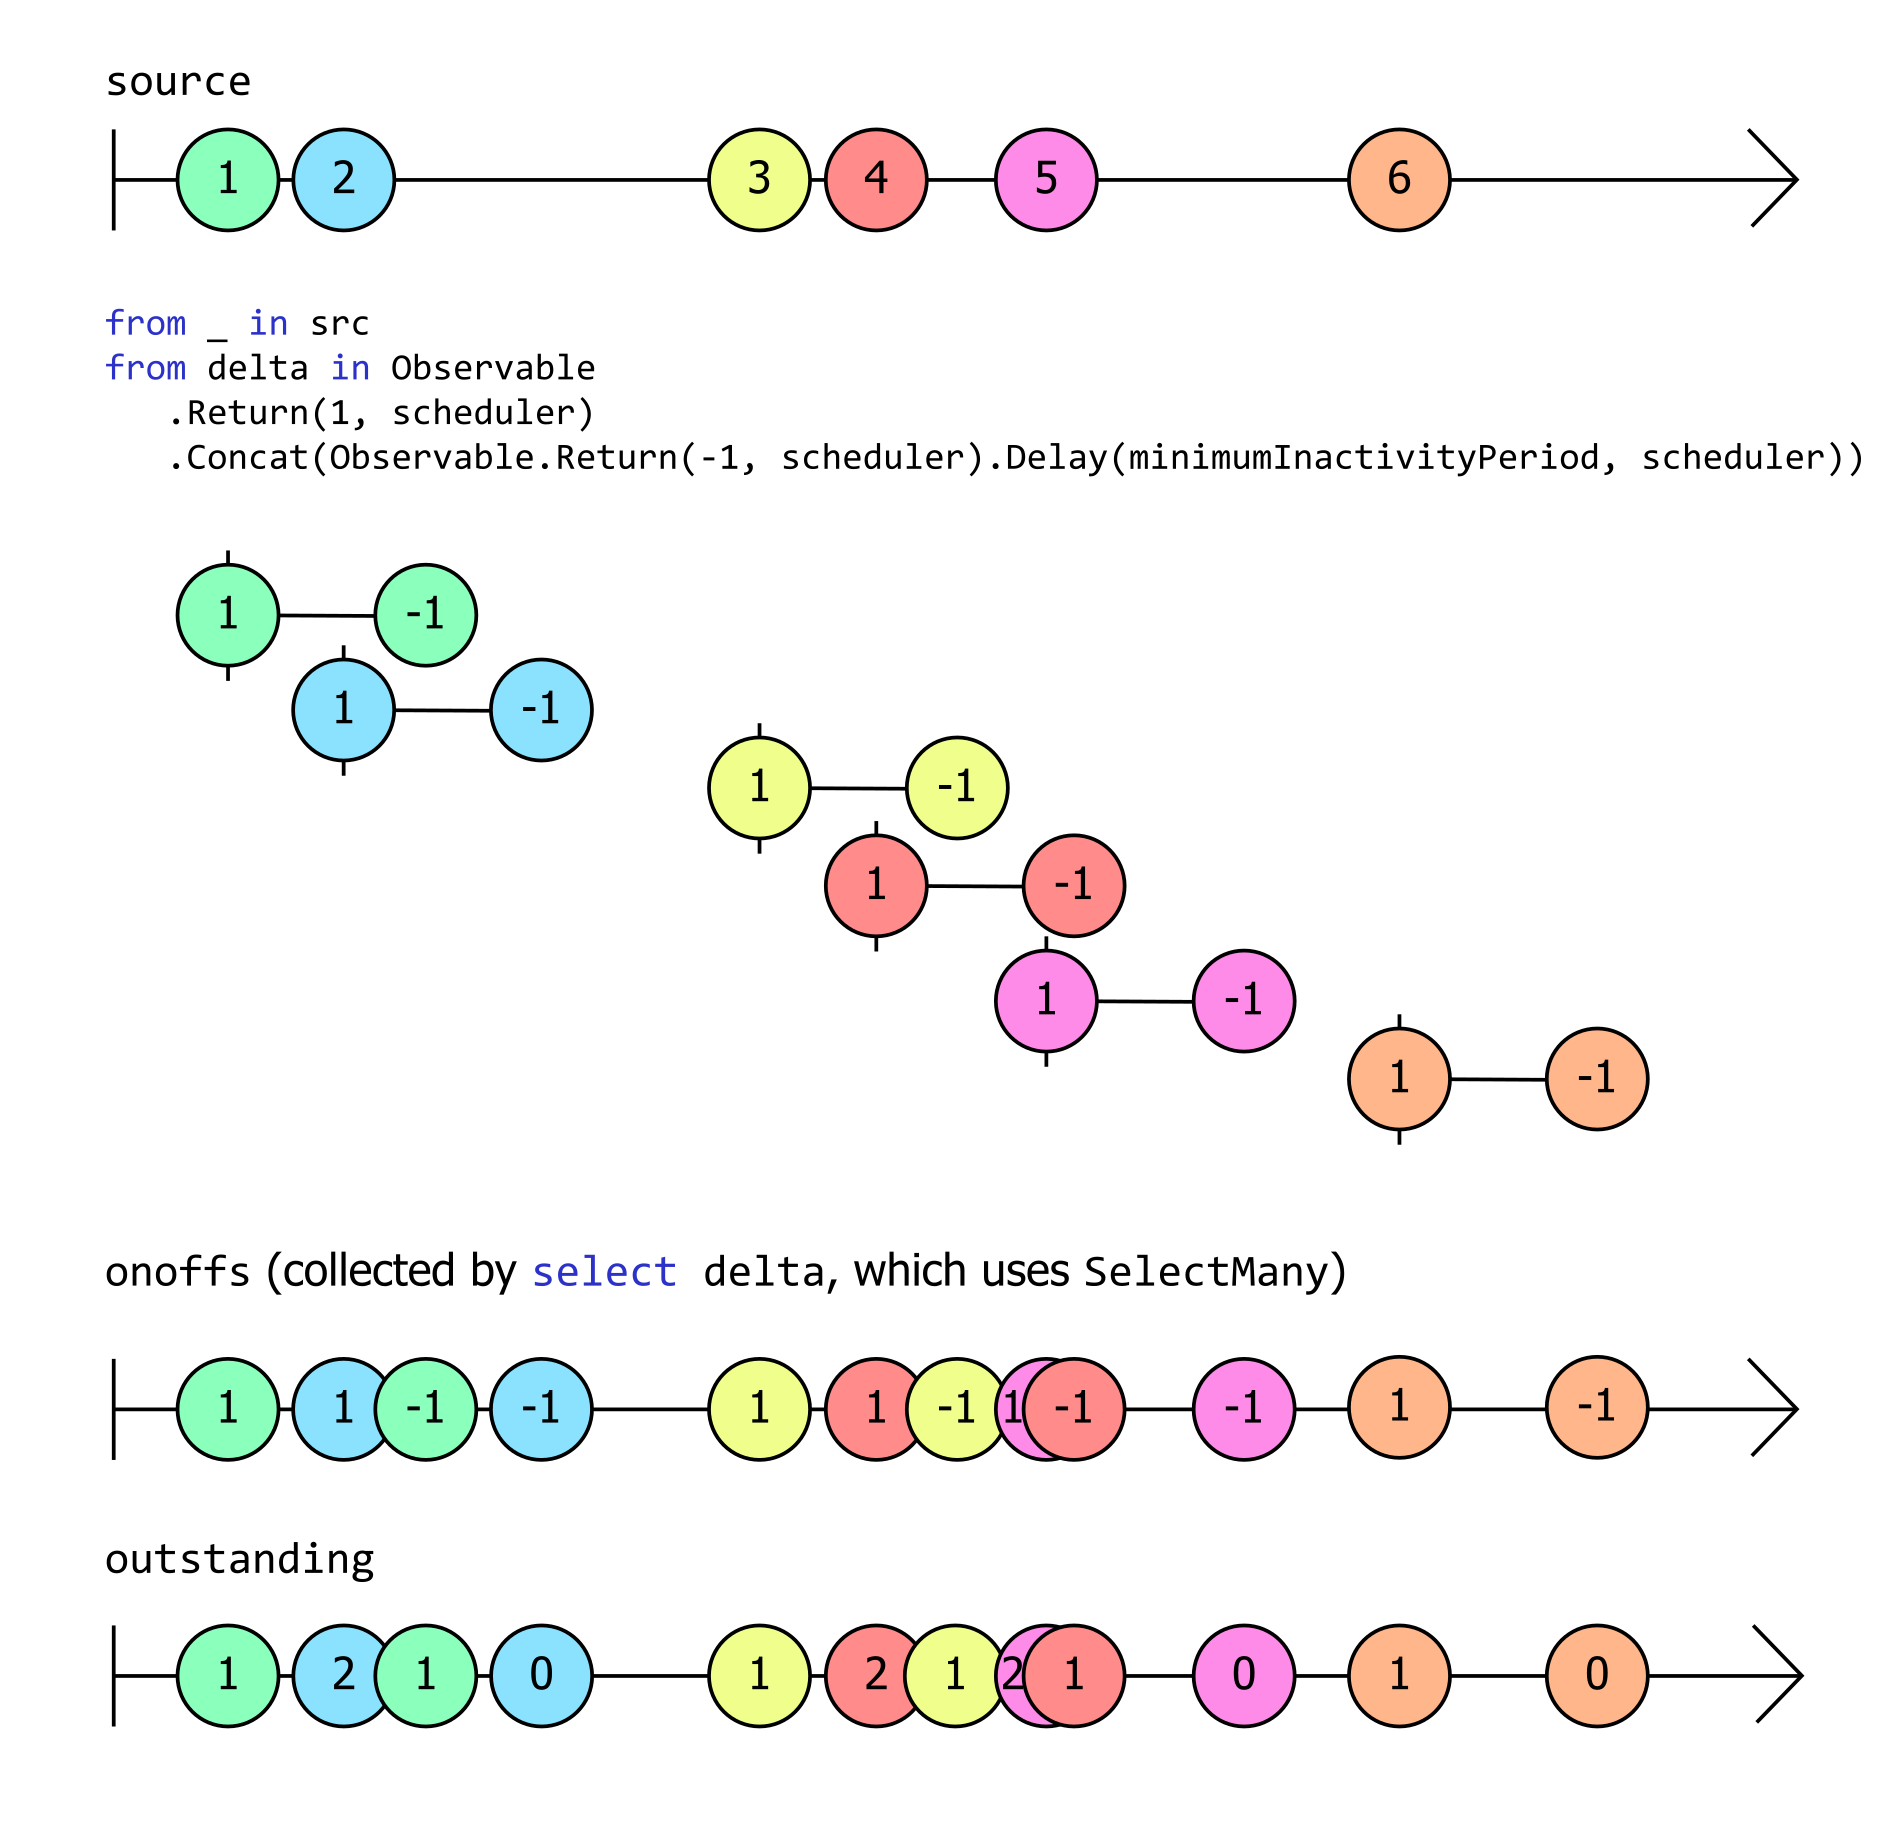 source
1 2 3 4 5 6
from _ in src
from delta in Observable
.Return(1, scheduler)
.Concat(Observable.Return(-1, scheduler).Delay(minimumInactivityPeriod, scheduler))
1 -1
1 -1
1 -1
1 -1
1 -1
1 -1
onoffs (collected by select delta, which uses SelectMany)
1 1 -1 -1 1 1 -1 1 -1 -1 1 -1
outstanding
1 2 1 0 1 2 1 2 1 0 1 0